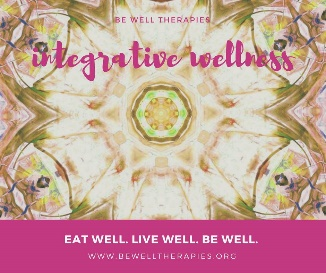 BE WELL THERAPIES
integrative wellness
EAT WELL. LIVE WELL. BE WELL.
WWW.BEWELLTHERAPIES.ORG